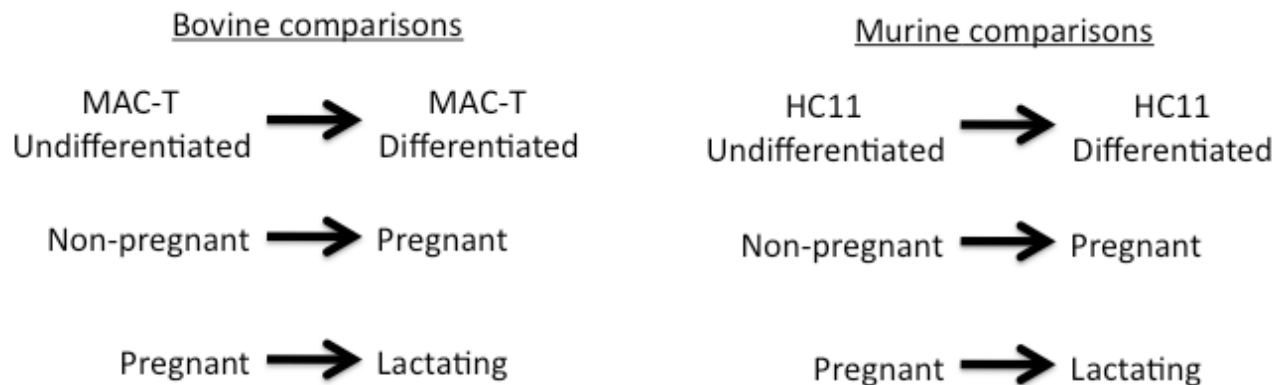 Bovine comparisons
MAC-T
Undifferentiated
MAC-T
Differentiated
Non-pregnant
Pregnant
Pregnant
Lactating
Murine comparisons
HC11
Undifferentiated
HC11
Differentiated
Non-pregnant
Pregnant
Pregnant
Lactating